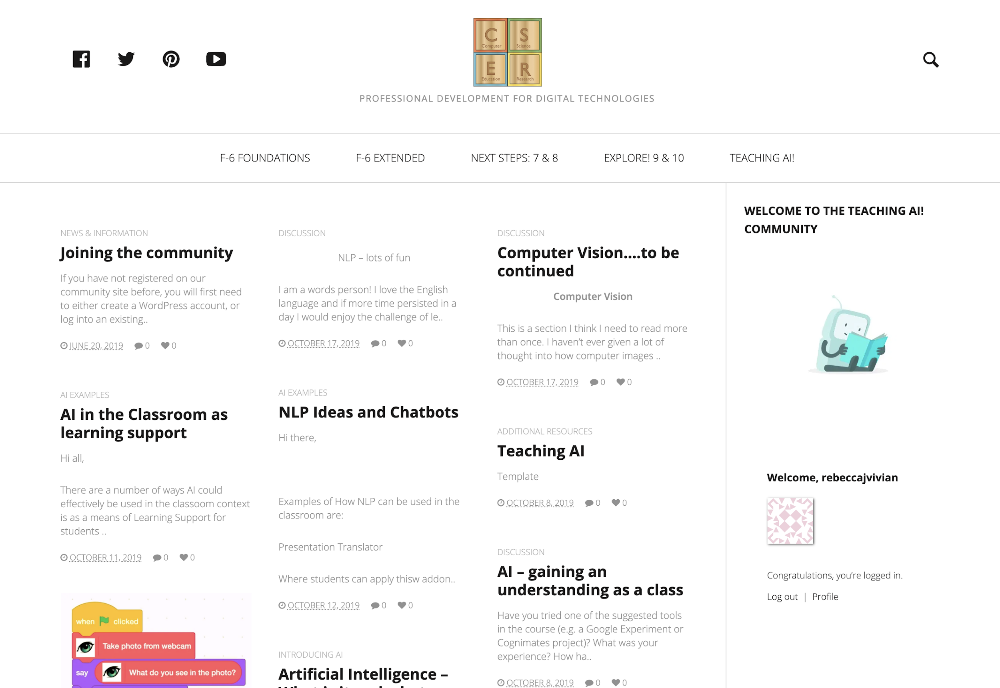 C
Computer
S
Science
E
Education
R
Research
PROFESSIONAL DEVELOPMENT FOR DIGITAL TECHNOLOGIES
F-6 FOUNDATIONS
F-6 EXTENDED
NEXT STEPS: 7 & 8
EXPLORE! 9 & 10
TEACHING AI!
NEWS & INFORMATION
Joining the community
If you have not registered on our
community site before, you will first need
to either create a WordPress account, or
log into an existing..
JUNE 20, 2019 0 0
AI EXAMPLES
AI in the Classroom as
learning support
Hi all,
There are a number of ways AI could
effectively be used in the classoom context
is as a means of Learning Support for
students ..
OCTOBER 11, 2019 0 0
when clicked
Take photo from webcam
say What do you see in the photo?
DISCUSSION
NLP – lots of fun
I am a words person! I love the English
language and if more time persisted in a
day I would enjoy the challenge of le..
OCTOBER 17, 2019 0 0
AI EXAMPLES
NLP Ideas and Chatbots
Hi there,
Examples of How NLP can be used in the
classroom are:
Presentation Translator
Where students can apply thisw addon..
OCTOBER 12, 2019 0 0
INTRODUCING AI
Artificial Intelligence –
DISCUSSION
Computer Vision....to be
continued
Computer Vision
This is a section I think I need to read more
than once. I haven't ever given a lot of
thought into how computer images ..
OCTOBER 17, 2019 0 0
ADDITIONAL RESOURCES
Teaching AI
Template
OCTOBER 8, 2019 0 0
DISCUSSION
AI – gaining an
understanding as a class
Have you tried one of the suggested tools
in the course (e.g. a Google Experiment or
Cognimates project)? What was your
experience? How ha..
OCTOBER 8, 2019 0 0
WELCOME TO THE TEACHING AI!
COMMUNITY
Welcome, rebeccajvivian
Congratulations, you're logged in.
Log out | Profile